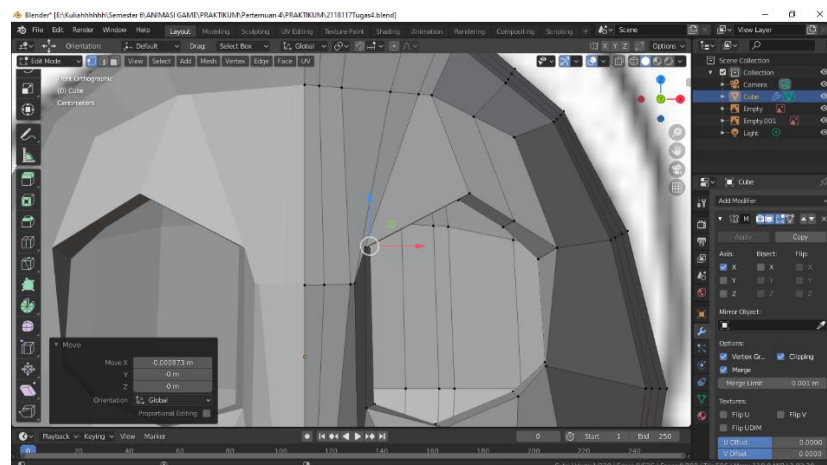 Blender* [E:\Kuliahhhhhh\Semester 6\ANIMASI GAME\PRAKTIKUM\Pertemuan 4\PRAKTIKUM\2118117Tugas4.blend]
File Edit Render Window Help Layout Modeling Sculpting UV Editing Texture Paint Shading Animation Rendering Compositing Scripting + Scene View Layer
Orientation: Default Drag: Select Box Global X Y Z Options
Edit Mode View Select Add Mesh Vertex Edge Face UV
Front Orthographic
(0) Cube
Centimeters
Scene Collection
Collection
Camera
Cube
Empty
Empty.001
Light
Cube
Add Modifier
M
Apply Copy
Axis: Bisect: Flip:
X X X
Y Y Y
Z Z Z
Mirror Object:
Options:
Vertex Gr... Clipping
Merge
Merge Limit 0.001 m
Textures:
Flip U Flip V
Flip UDIM
U Offset 0.0000
V Offset 0.0000
Move
Move X -0.000873 m
Y -0 m
Z -0 m
Orientation Global
Proportional Editing
Playback Keying View Marker 0 Start 1 End 250
0 20 40 60 80 100 120 140 160 180 200 220 240